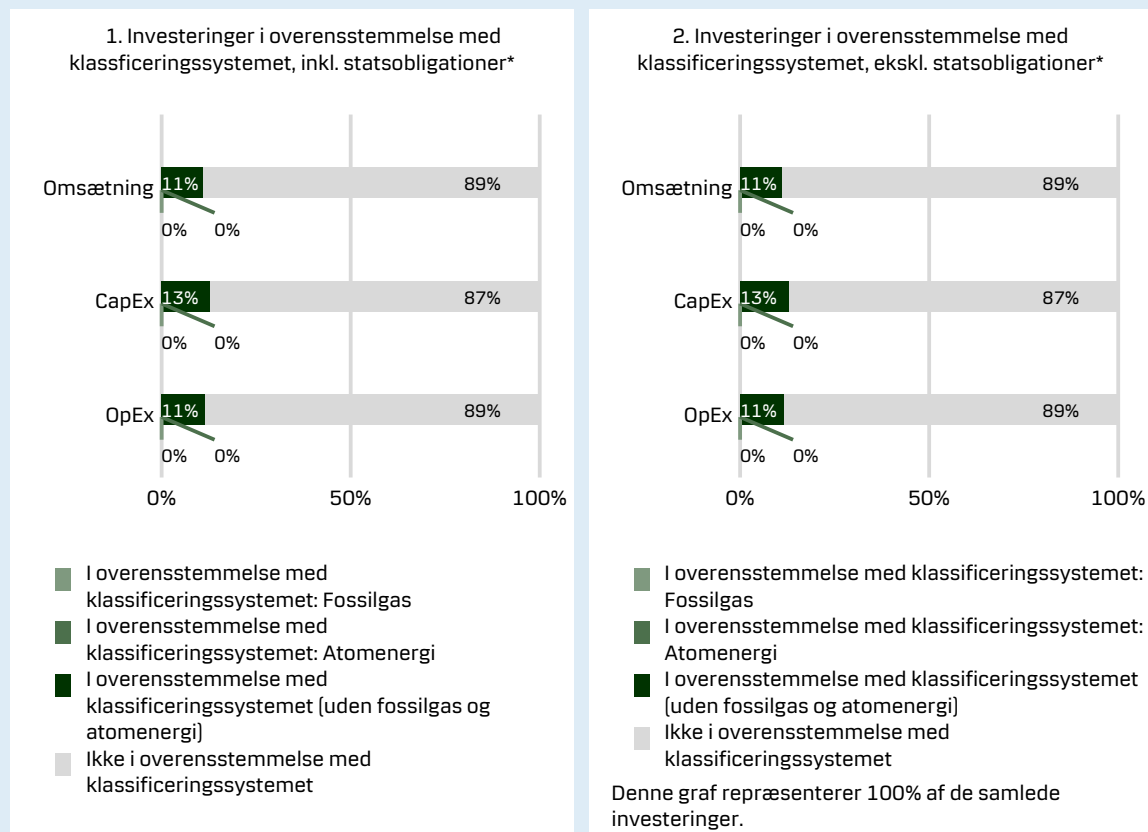 1. Investeringer i overensstemmelse med
klassficeringssystemet, inkl. statsobligationer*
Omsætning
11%
89%
0%
0%
CapEx
13%
87%
0%
0%
OpEx
11%
89%
0%
0%
0%
50%
100%
I overensstemmelse med
klassificeringssystemet: Fossilgas
I overensstemmelse med
klassificeringssystemet: Atomenergi
I overensstemmelse med
klassificeringssystemet (uden fossilgas og
atomenergi)
Ikke i overensstemmelse med
klassificeringssystemet
2. Investeringer i overensstemmelse med
klassificeringssystemet, ekskl. statsobligationer*
Omsætning
11%
89%
0%
0%
CapEx
13%
87%
0%
0%
OpEx
11%
89%
0%
0%
0%
50%
100%
I overensstemmelse med klassificeringssystemet:
Fossilgas
I overensstemmelse med klassificeringssystemet:
Atomenergi
I overensstemmelse med klassificeringssystemet
(uden fossilgas og atomenergi)
Ikke i overensstemmelse med
klassificeringssystemet
Denne graf repræsenterer 100% af de samlede
investeringer.